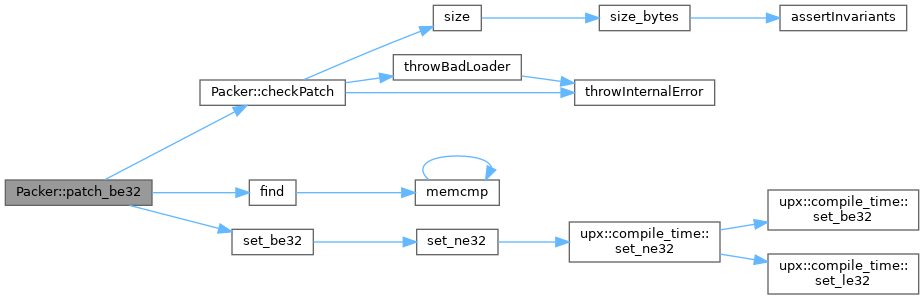 size
size_bytes
assertInvariants
throwBadLoader
Packer::checkPatch
throwInternalError
Packer::patch_be32
find
memcmp
set_be32
set_ne32
upx::compile_time::
set_ne32
upx::compile_time::
set_be32
upx::compile_time::
set_le32